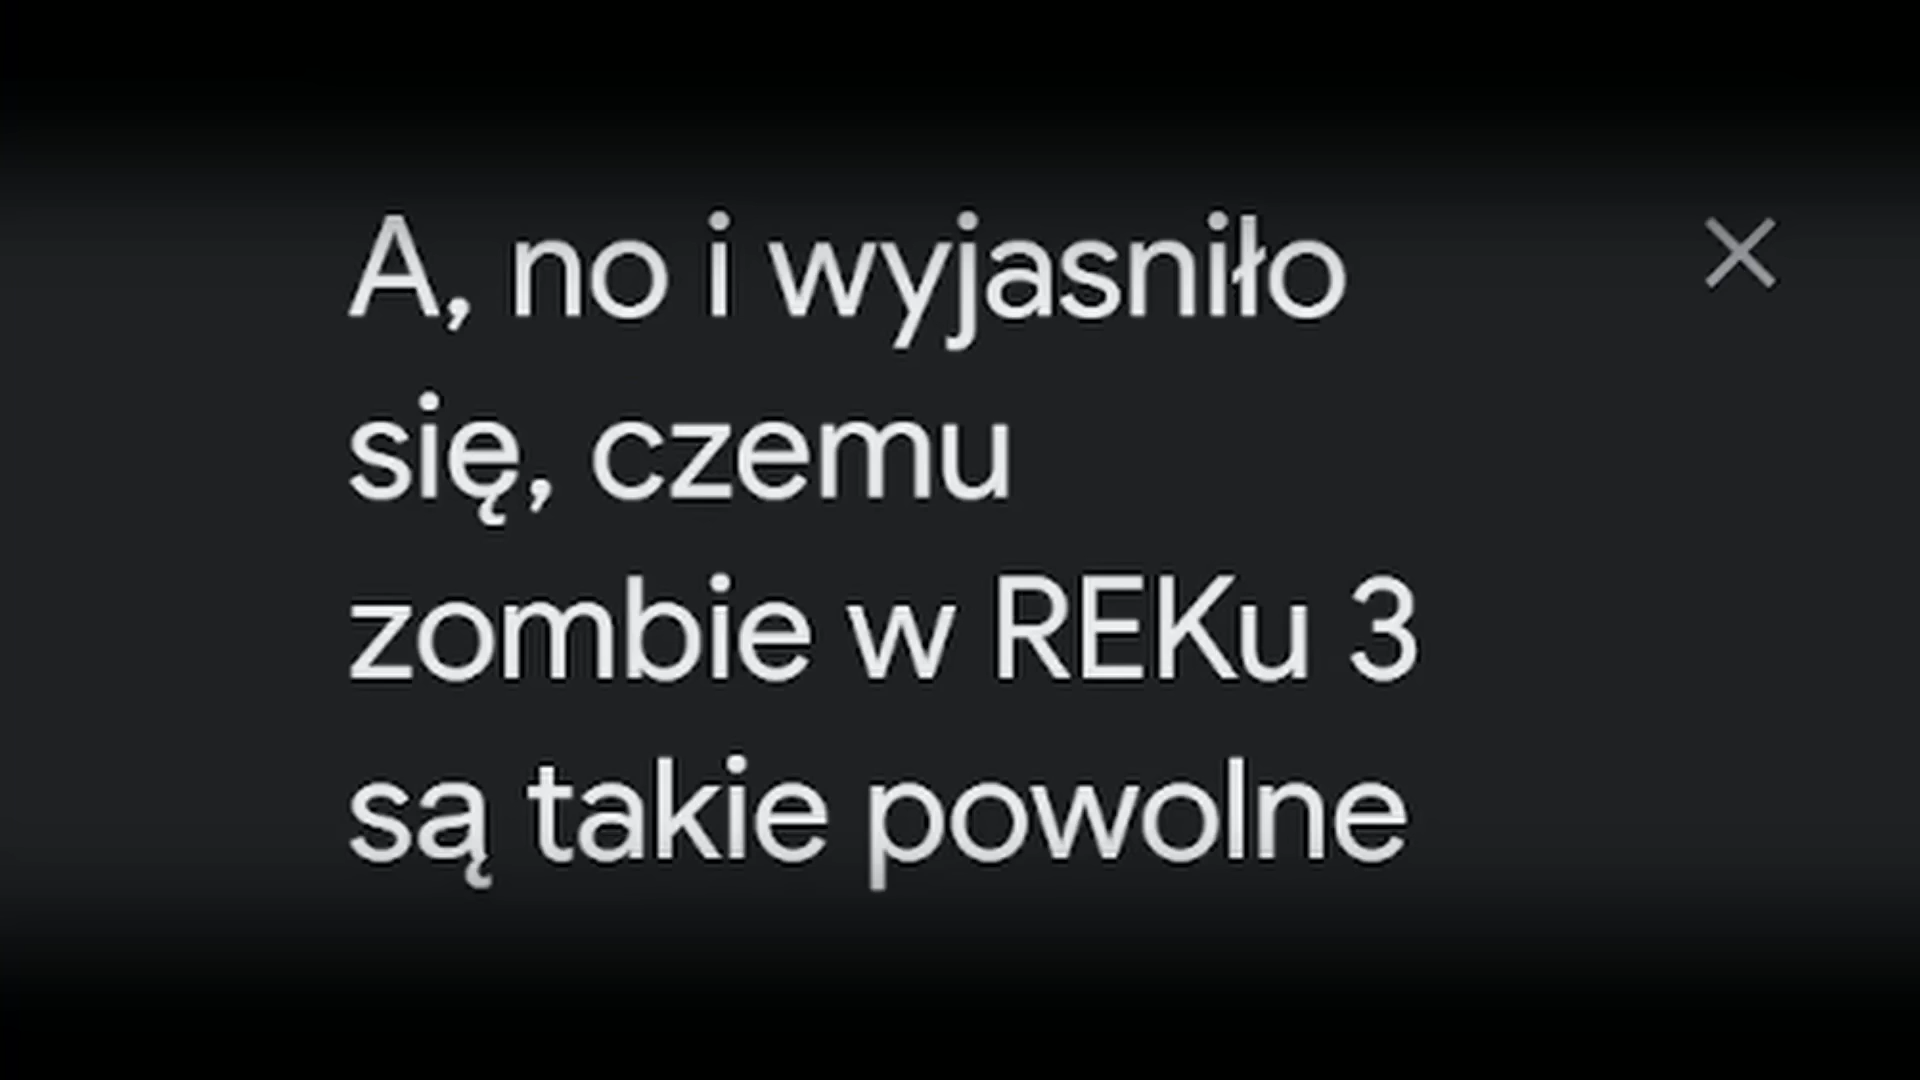 A, no i wyjasniło
się, czemu
zombie w REKu 3
są takie powolne